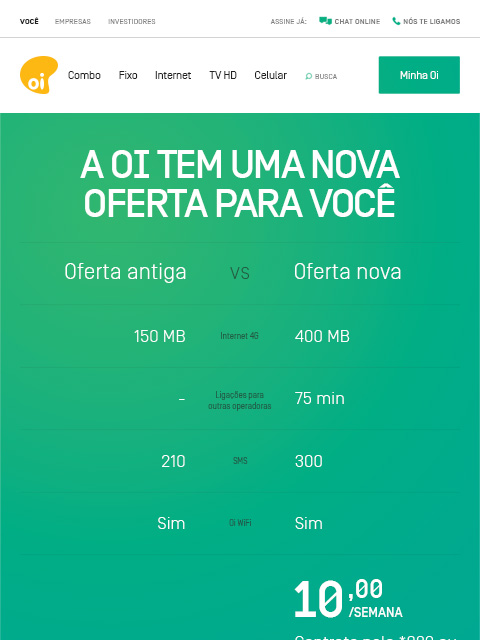 VOCÊ EMPRESAS INVESTIDORES ASSINE JÁ: CHAT ONLINE NÓS TE LIGAMOS
oi Combo Fixo Internet TV HD Celular BUSCA Minha Oi
A OI TEM UMA NOVA
OFERTA PARA VOCÊ
Oferta antiga VS Oferta nova
150 MB Internet 4G 400 MB
- Ligações para outras operadoras 75 min
210 SMS 300
Sim Oi WiFi Sim
10,00
/SEMANA